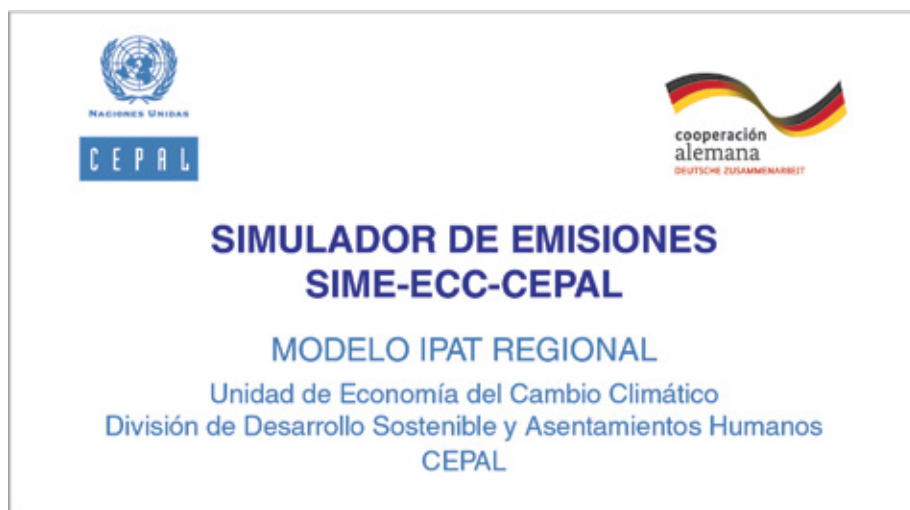 NACIONES UNIDAS
CEPAL
cooperación
alemana
DEUTSCHE ZUSAMMENARBEIT
SIMULADOR DE EMISIONES
SIME-ECC-CEPAL
MODELO IPAT REGIONAL
Unidad de Economía del Cambio Climático
División de Desarrollo Sostenible y Asentamientos Humanos
CEPAL